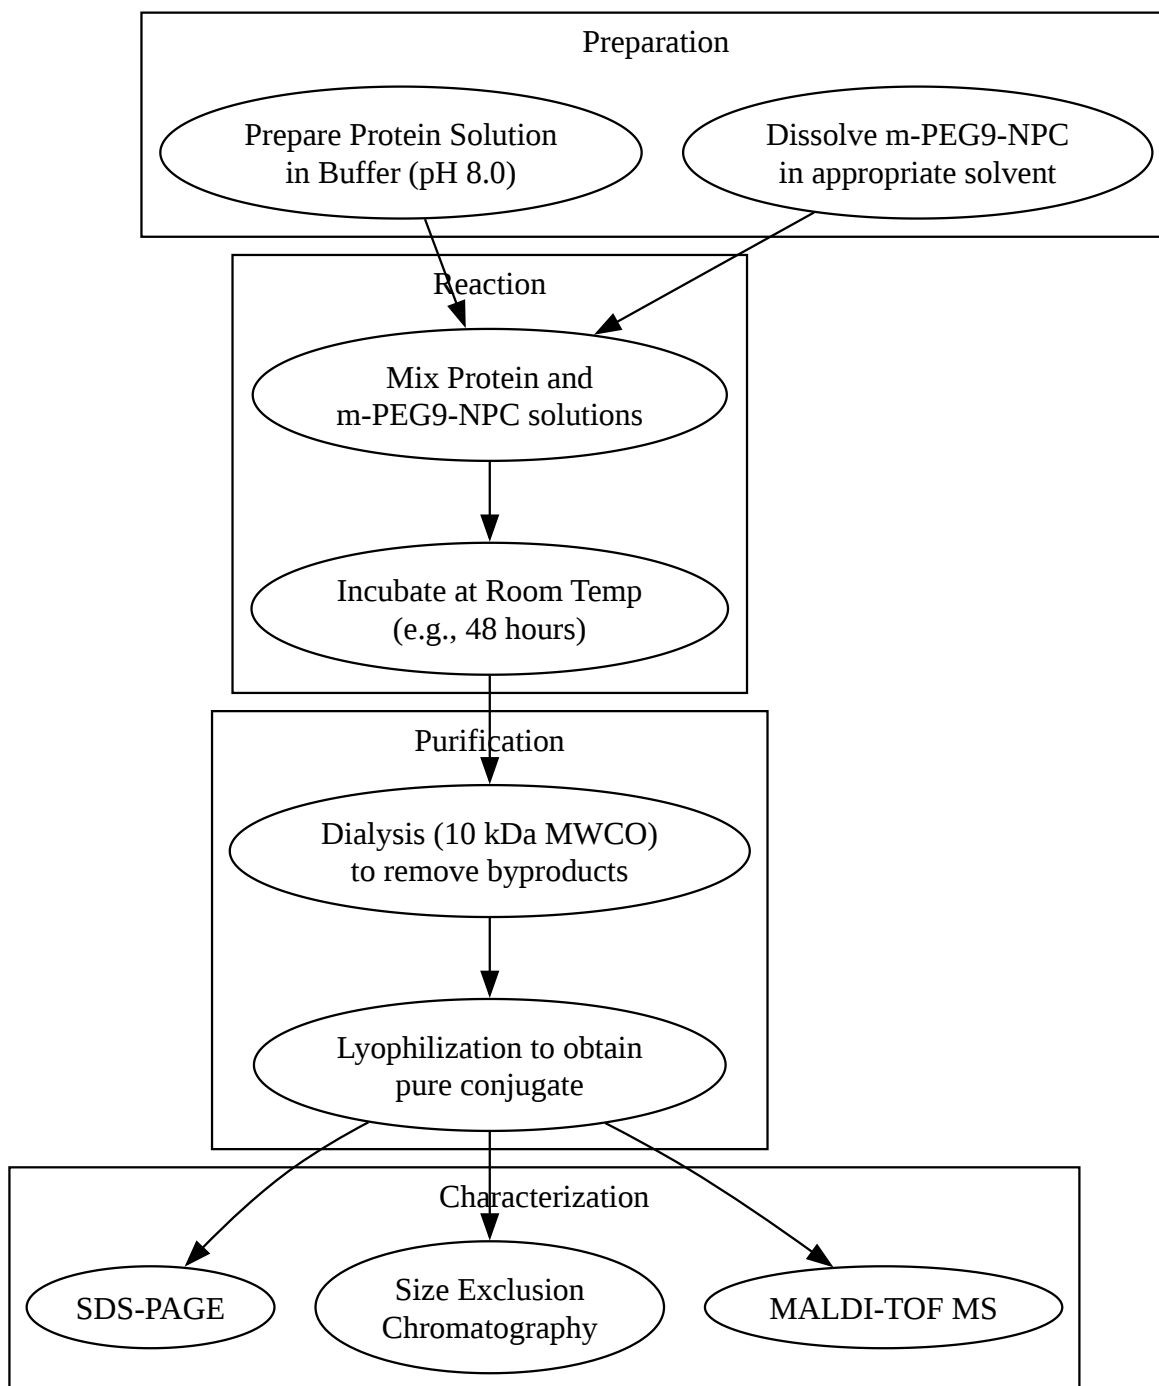 Preparation
Prepare Protein Solution
in Buffer (pH 8.0)
Dissolve m-PEG9-NPC
in appropriate solvent
Reaction
Mix Protein and
m-PEG9-NPC solutions
Incubate at Room Temp
(e.g., 48 hours)
Purification
Dialysis (10 kDa MWCO)
to remove byproducts
Lyophilization to obtain
pure conjugate
Characterization
SDS-PAGE
Size Exclusion
Chromatography
MALDI-TOF MS